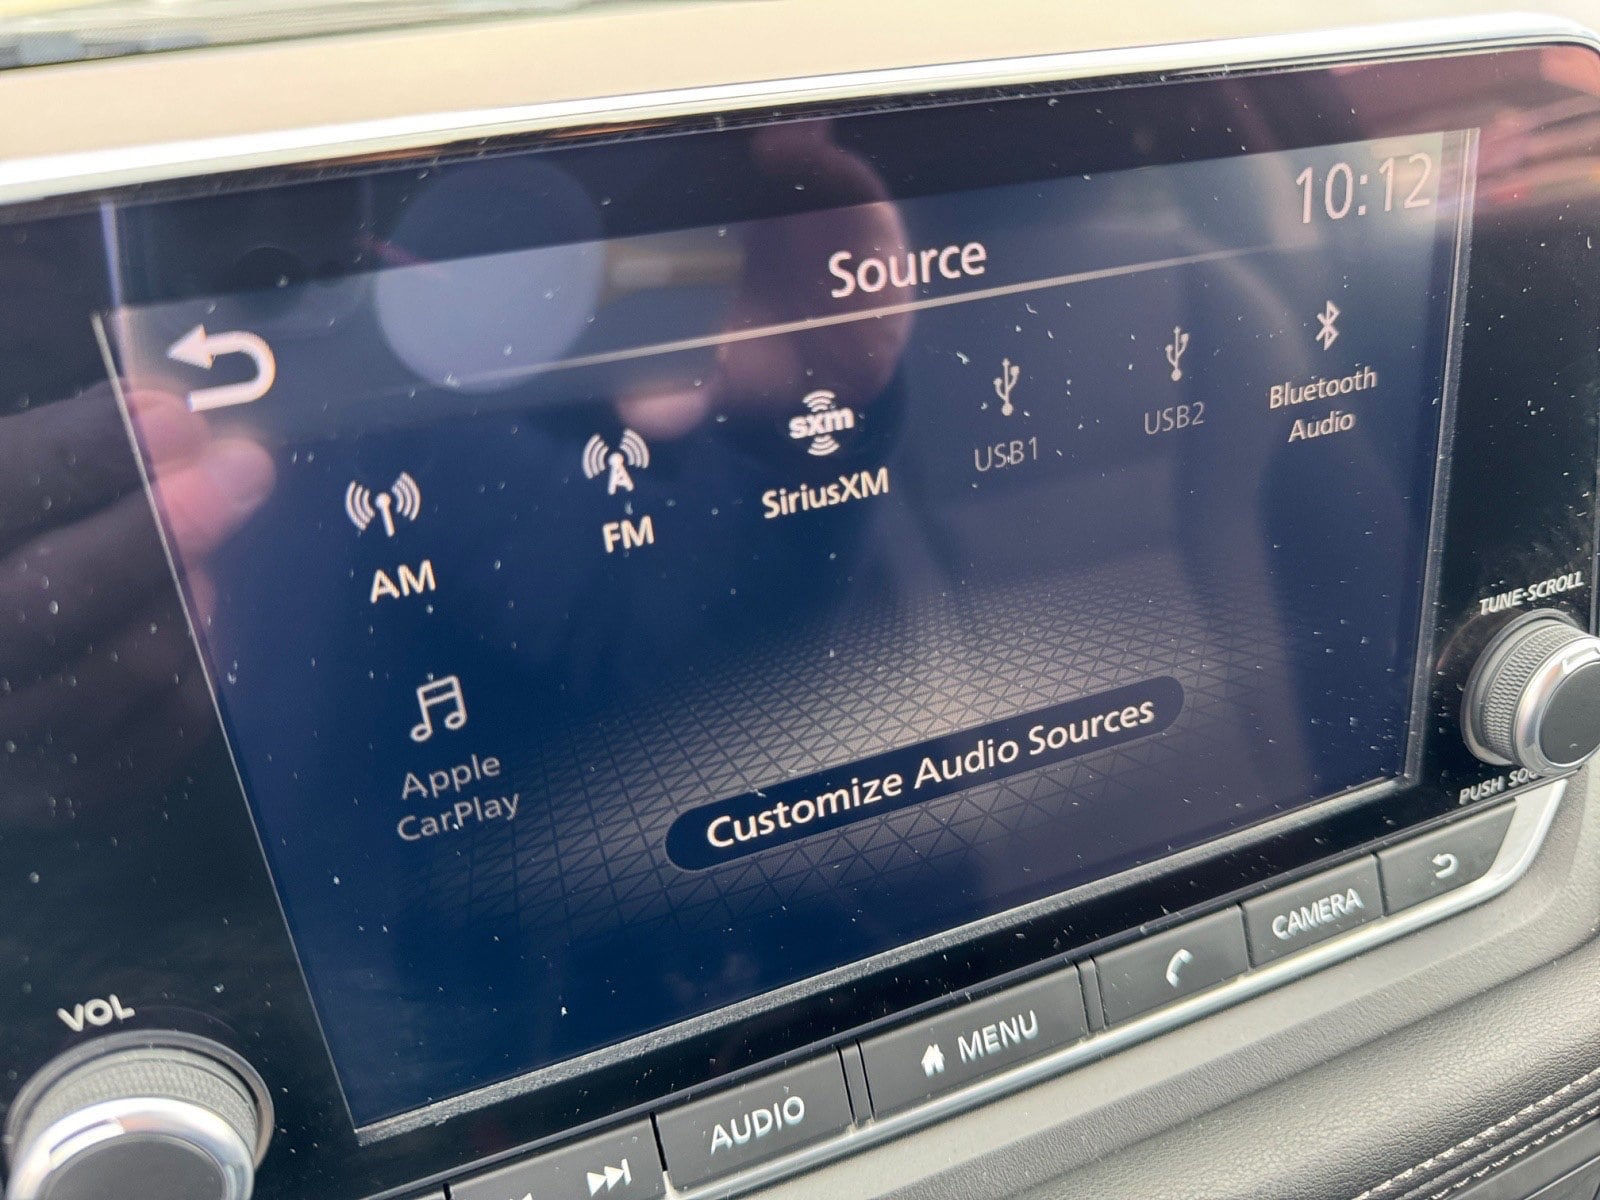 10:12
Source
AM
FM
sxm
SiriusXM
USB1
USB2
Bluetooth
Audio
Apple
CarPlay
Customize Audio Sources
TUNE•SCROLL
PUSH
VOL
AUDIO
MENU
CAMERA